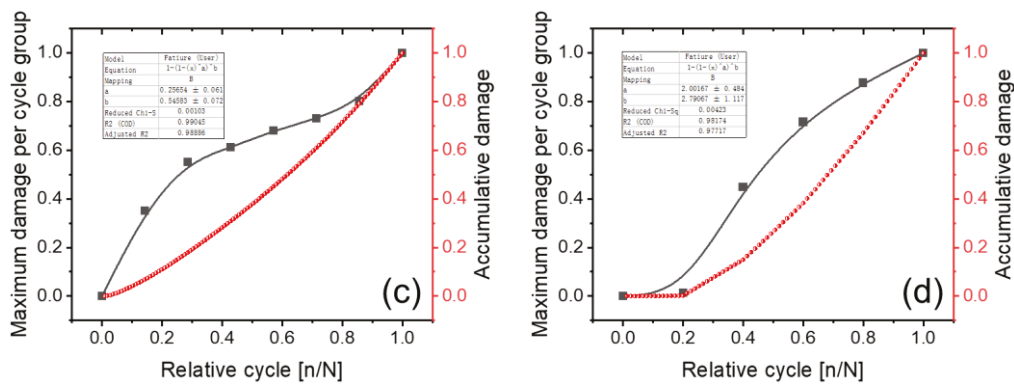 Maximum damage per cycle group
1.0
0.8
0.6
0.4
0.2
0.0
Model Fatiure (User)
Equation 1-(1-(x)^a)^b
Mapping B
a 0.25654 ± 0.061
b 0.54583 ± 0.072
Reduced Chi-S 0.00103
R2 (COD) 0.99045
Adjusted R2 0.98886
(c)
1.0
0.8
0.6
0.4
0.2
0.0
Accumulative damage
0.0 0.2 0.4 0.6 0.8 1.0
Relative cycle [n/N]
Maximum damage per cycle group
1.0
0.8
0.6
0.4
0.2
0.0
Model Fatiure (User)
Equation 1-(1-(x)^a)^b
Mapping B
a 2.00167 ± 0.484
b 2.79067 ± 1.117
Reduced Chi-Sq 0.00423
R2 (COD) 0.98174
Adjusted R2 0.97717
(d)
1.0
0.8
0.6
0.4
0.2
0.0
Accumulative damage
0.0 0.2 0.4 0.6 0.8 1.0
Relative cycle [n/N]